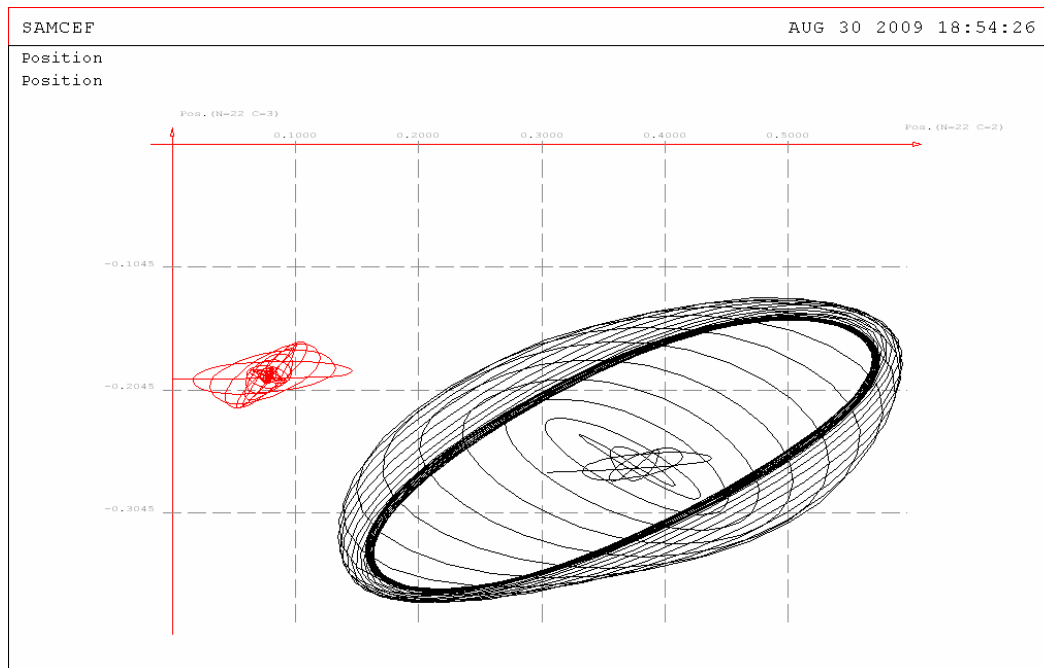 SAMCEF AUG 30 2009 18:54:26
Position
Position
Pos.(N=22 C=3)
0.1000 0.2000 0.3000 0.4000 0.5000 Pos.(N=22 C=2)
-0.1045
-0.2045
-0.3045